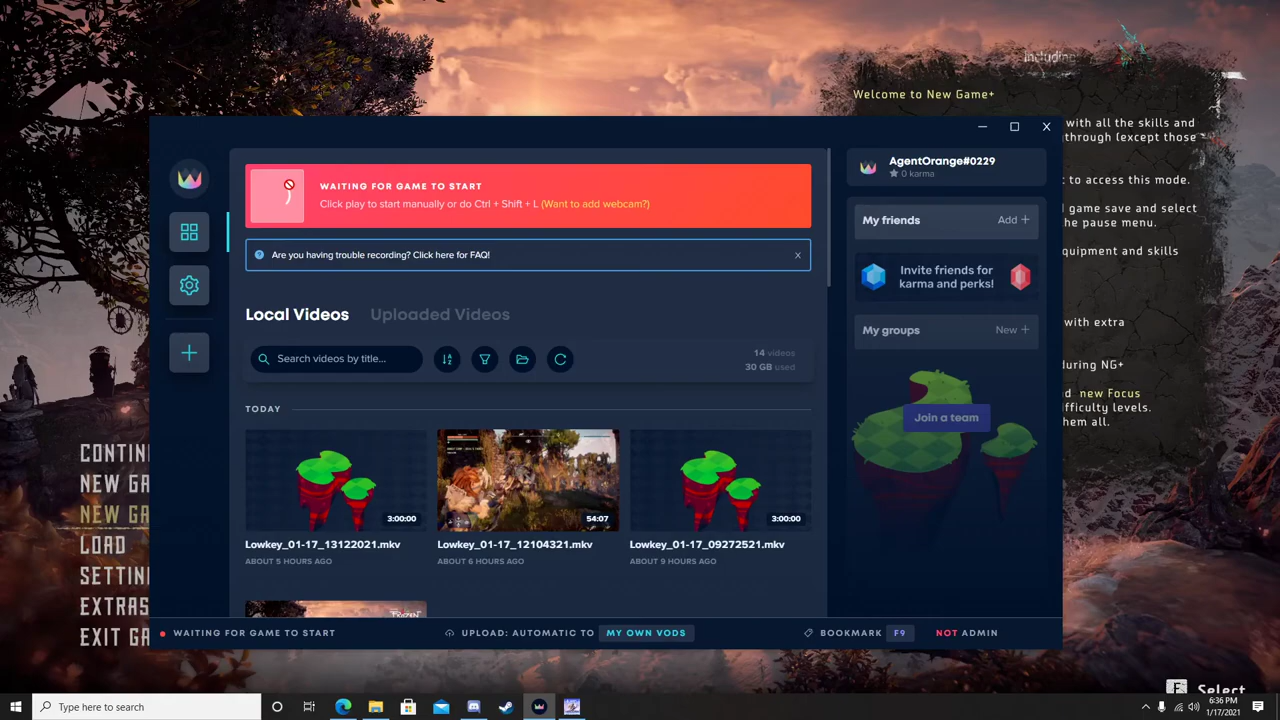 including
Welcome to New Game+
with all the skills and
through (except those
AgentOrange#0229
0 karma
WAITING FOR GAME TO START
Click play to start manually or do Ctrl + Shift + L (Want to add webcam?)
to access this mode.
My friends
Add +
game save and select
the pause menu.
Are you having trouble recording? Click here for FAQ!
equipment and skills
Invite friends for
karma and perks!
Local Videos
Uploaded Videos
with extra
My groups
New +
Search videos by title...
14 videos
30 GB used
during NG+
new Focus
difficulty levels.
them all.
TODAY
Join a team
CONTIN
NEW GA
NEW GA
LOAD
SETTIN
EXTRAS
EXIT GA
3:00:00
54:07
3:00:00
Lowkey_01-17_13122021.mkv
Lowkey_01-17_12104321.mkv
Lowkey_01-17_09272521.mkv
ABOUT 5 HOURS AGO
ABOUT 6 HOURS AGO
ABOUT 9 HOURS AGO
FROZEN
WAITING FOR GAME TO START
UPLOAD: AUTOMATIC TO MY OWN VODS
BOOKMARK F9
NOT ADMIN
Select
Type here to search
6:36 PM
1/17/2021